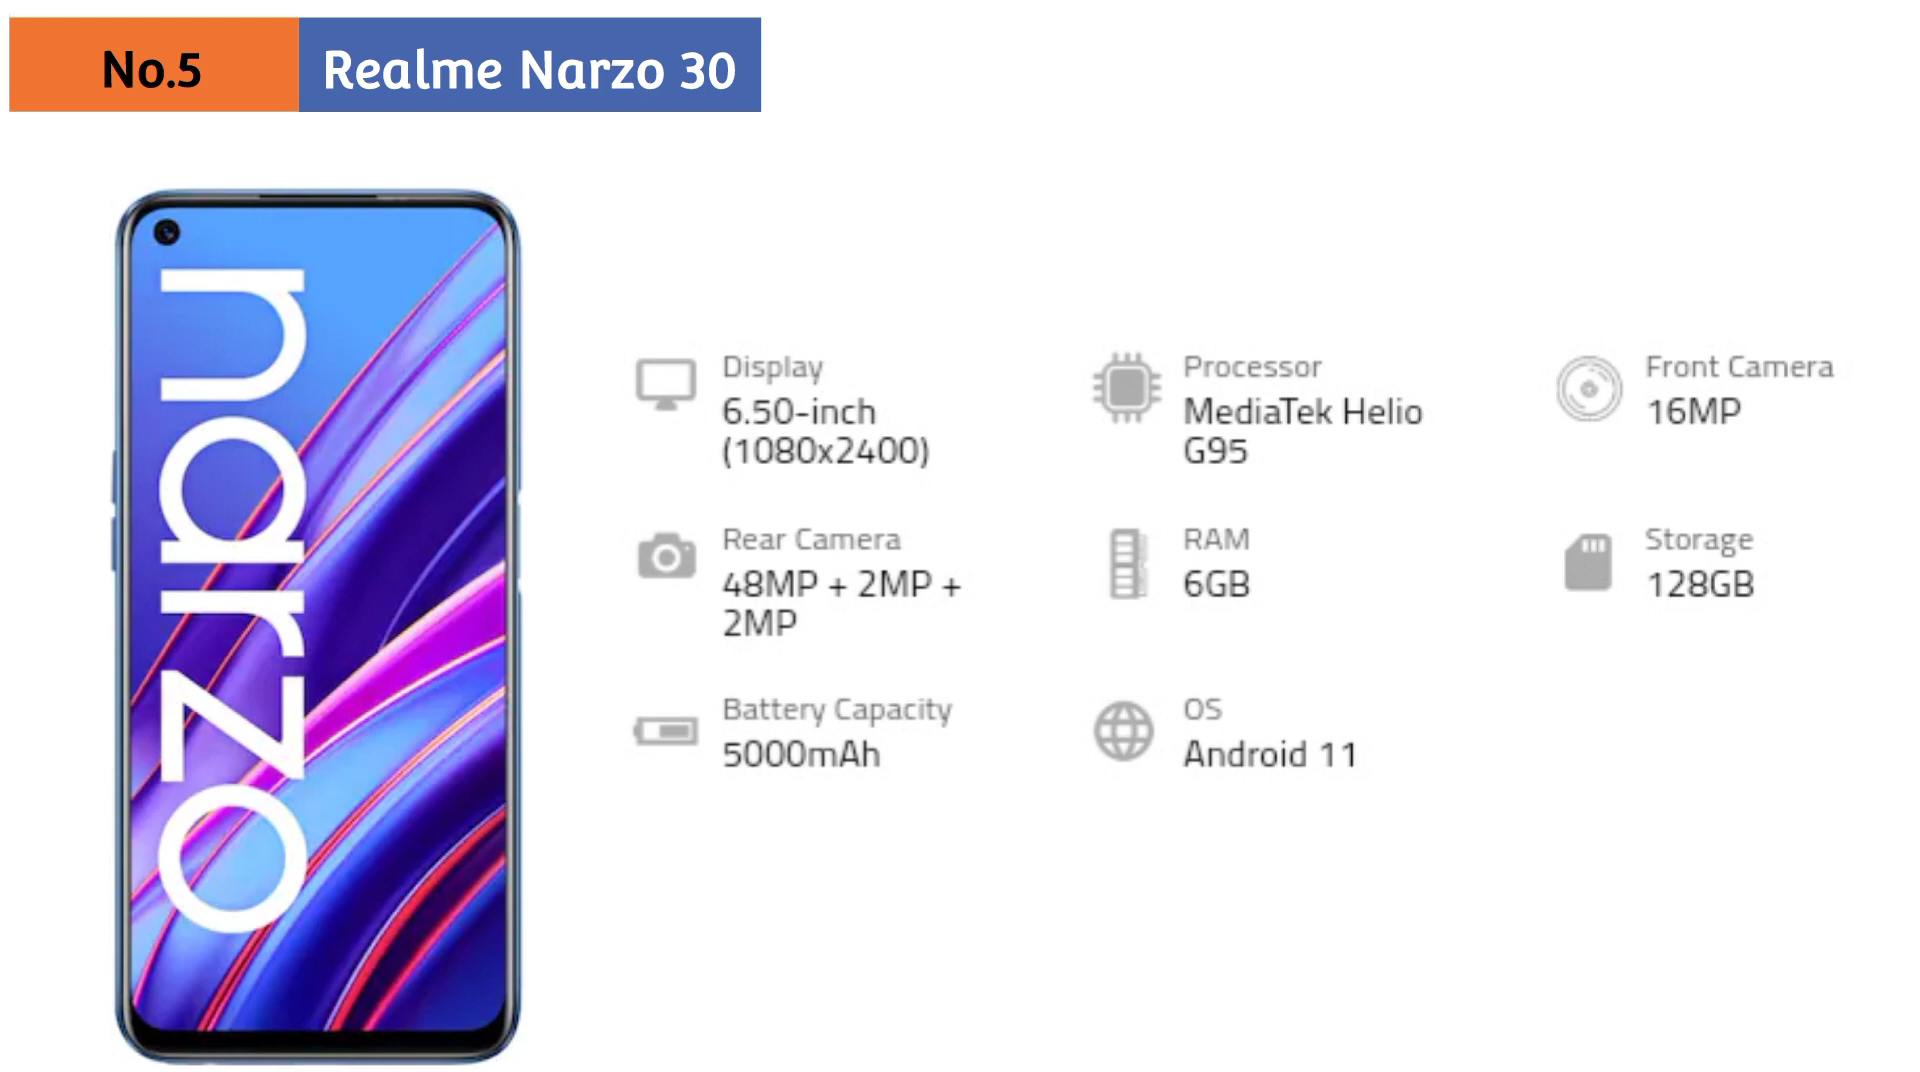 No.5
Realme Narzo 30
narzo
Display
6.50-inch
(1080x2400)
Processor
MediaTek Helio
G95
Front Camera
16MP
Rear Camera
48MP + 2MP +
2MP
RAM
6GB
Storage
128GB
Battery Capacity
5000mAh
OS
Android 11